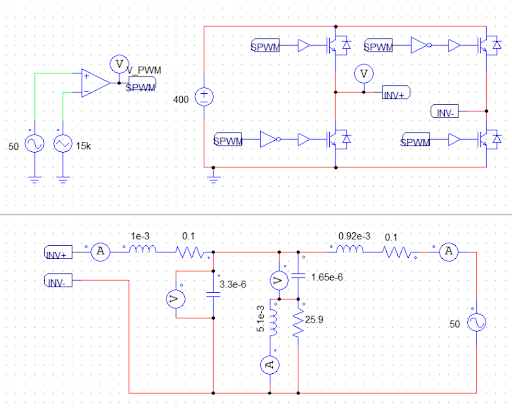 V
V_PWM
SPWM
50
15k
400
SPWM
SPWM
V
INV+
INV-
SPWM
SPWM
INV+
A
1e-3
0.1
0.92e-3
0.1
A
INV-
V
3.3e-6
V
1.65e-6
5.1e-3
25.9
50
A